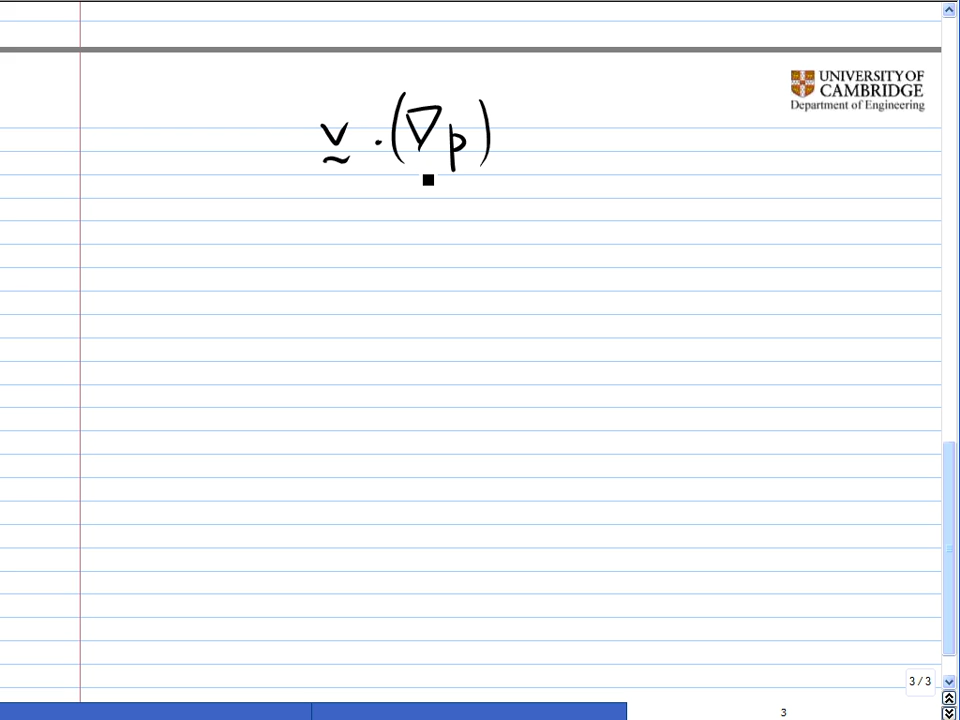 UNIVERSITY OF
CAMBRIDGE
Department of Engineering
v . (∇p)
~
3 / 3
3